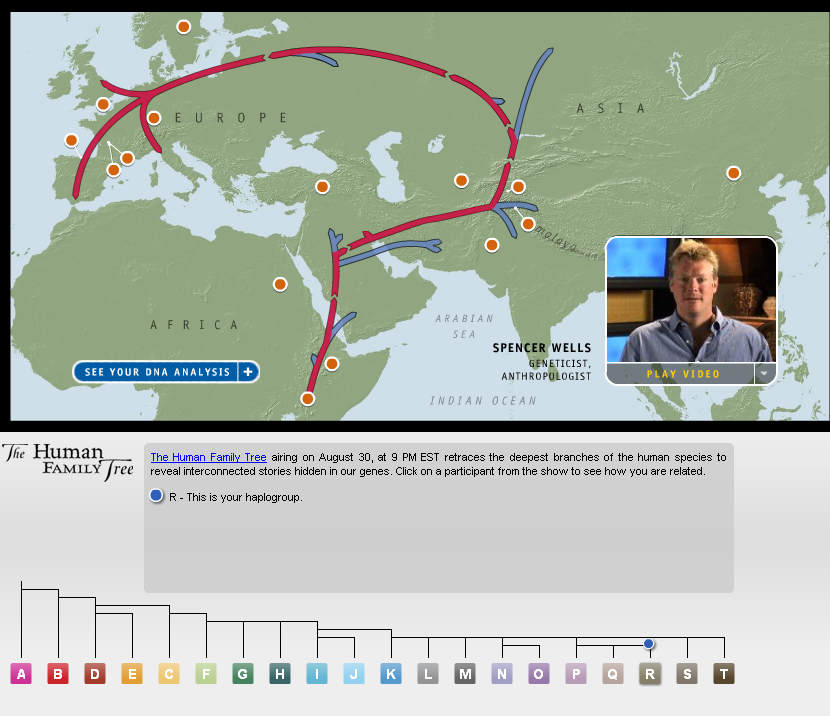 EUROPE
ASIA
Himalaya
AFRICA
ARABIAN
SEA
SPENCER WELLS
GENETICIST,
ANTHROPOLOGIST
SEE YOUR DNA ANALYSIS +
PLAY VIDEO
INDIAN OCEAN
The Human
FAMILY Tree
The Human Family Tree airing on August 30, at 9 PM EST retraces the deepest branches of the human species to
reveal interconnected stories hidden in our genes. Click on a participant from the show to see how you are related.
R - This is your haplogroup.
A B D E C F G H I J K L M N O P Q R S T